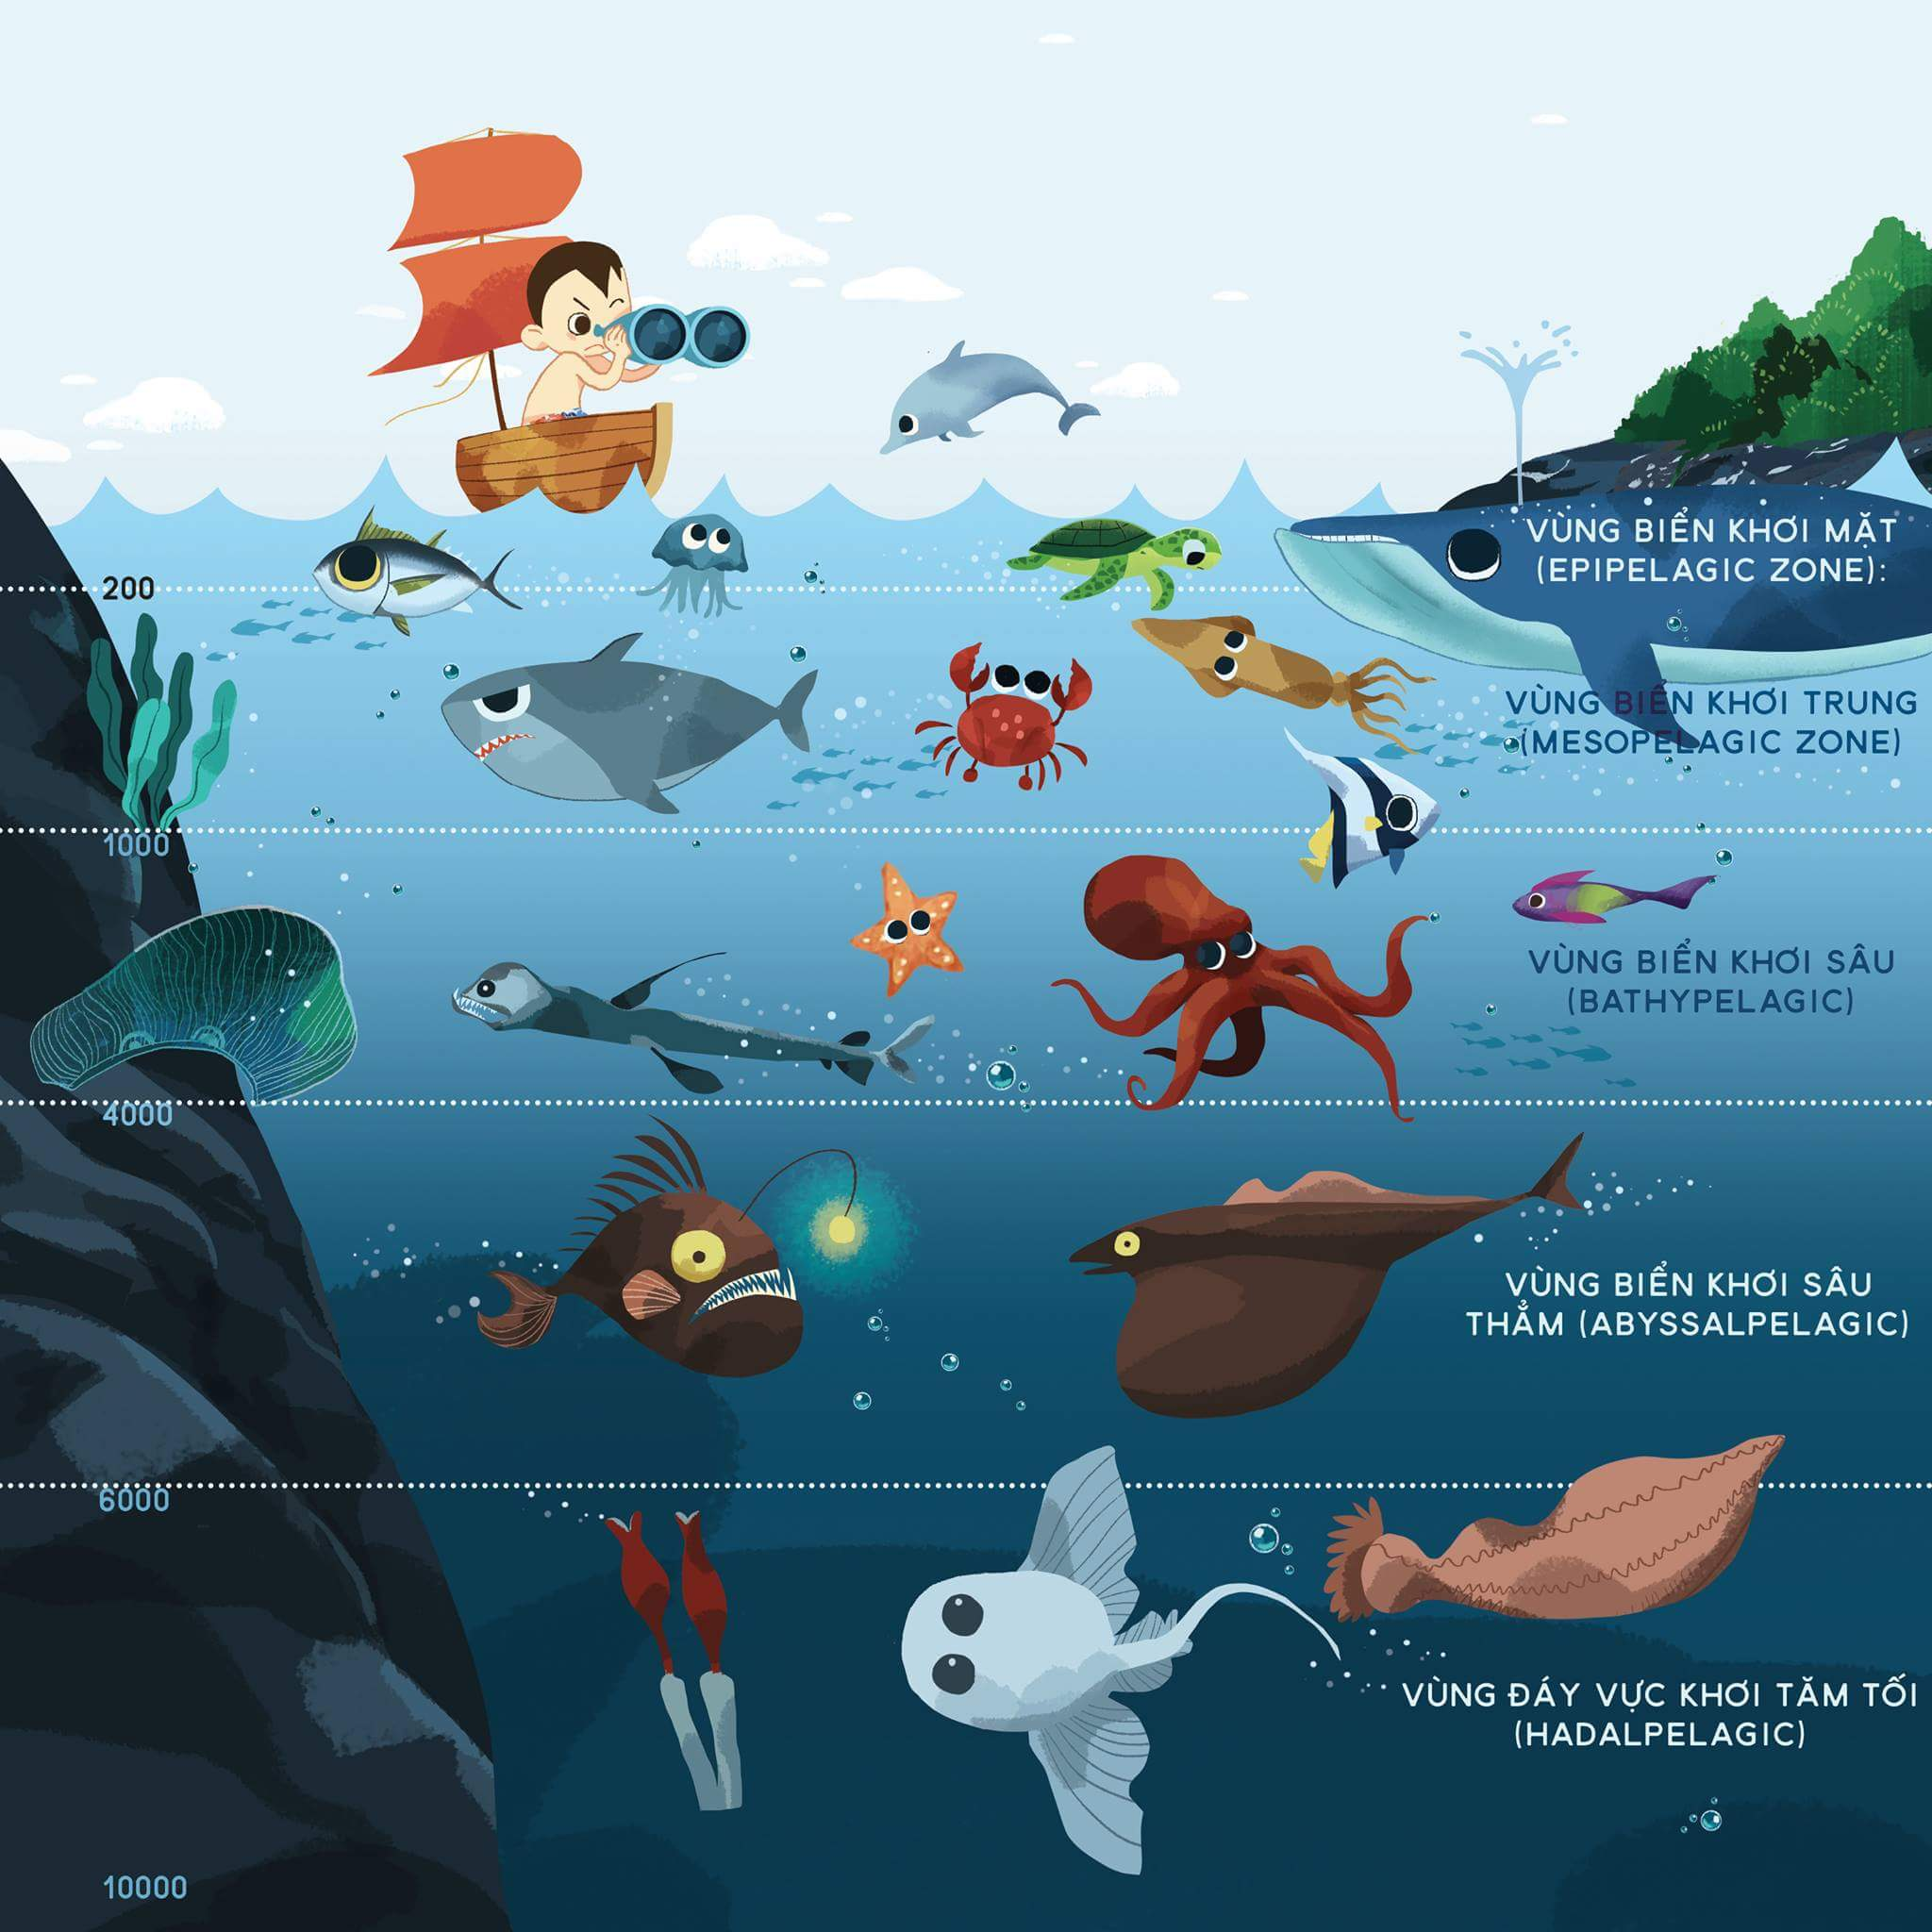 VÙNG BIỂN KHƠI MẶT
(EPIPELAGIC ZONE):
200
VÙNG BIỂN KHƠI TRUNG
(MESOPELAGIC ZONE)
1000
VÙNG BIỂN KHƠI SÂU
(BATHYPELAGIC)
4000
VÙNG BIỂN KHƠI SÂU
THẲM (ABYSSALPELAGIC)
6000
VÙNG ĐÁY VỰC KHƠI TĂM TỐI
(HADALPELAGIC)
10000